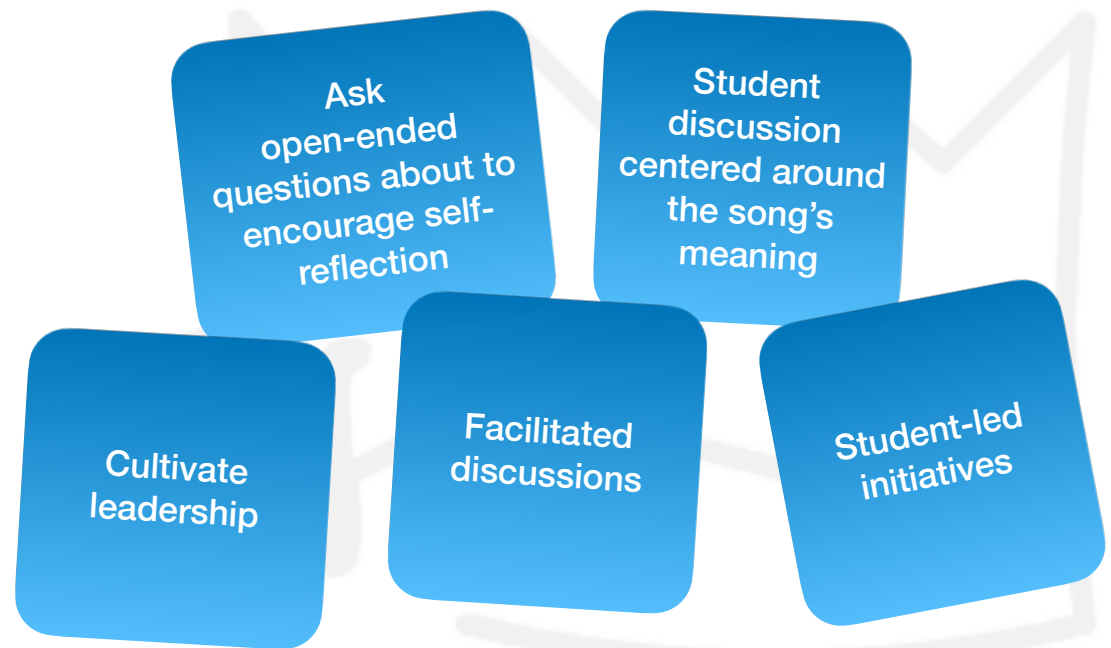 Ask
open-ended
questions about to
encourage self-
reflection
Student
discussion
centered around
the song’s
meaning
Cultivate
leadership
Facilitated
discussions
Student-led
initiatives